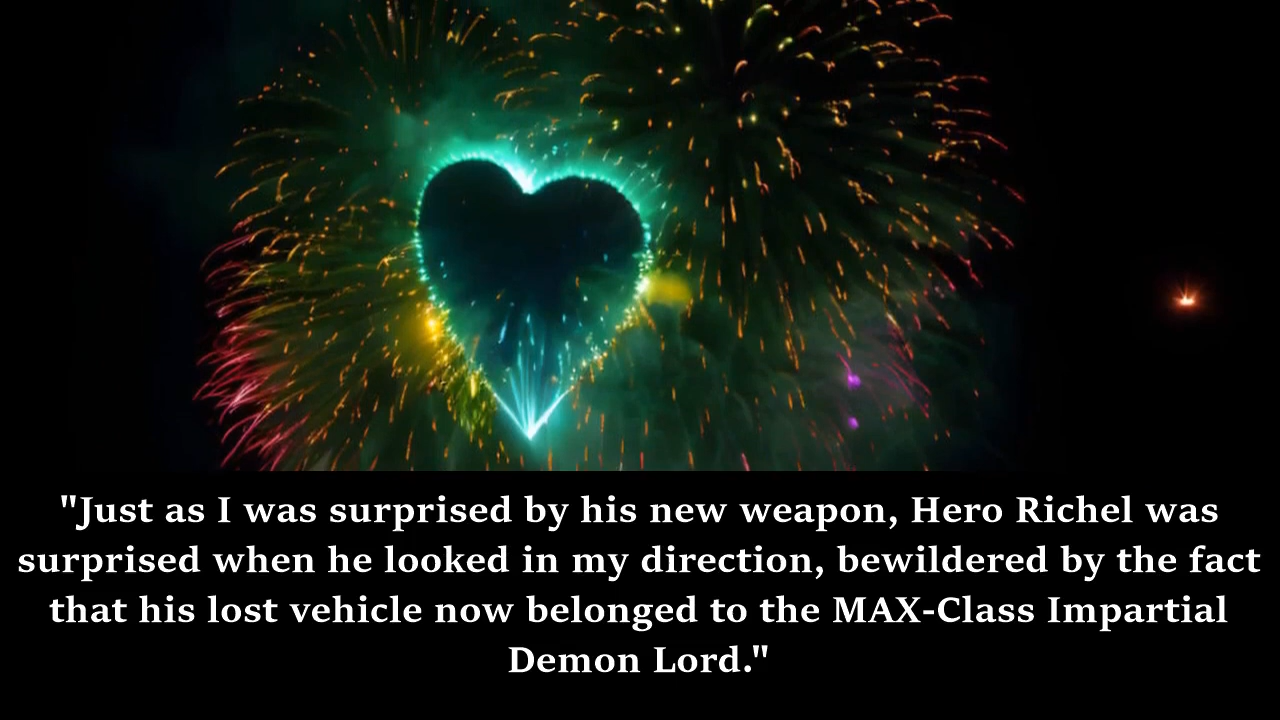 "Just as I was surprised by his new weapon, Hero Richel was
surprised when he looked in my direction, bewildered by the fact
that his lost vehicle now belonged to the MAX-Class Impartial
Demon Lord."